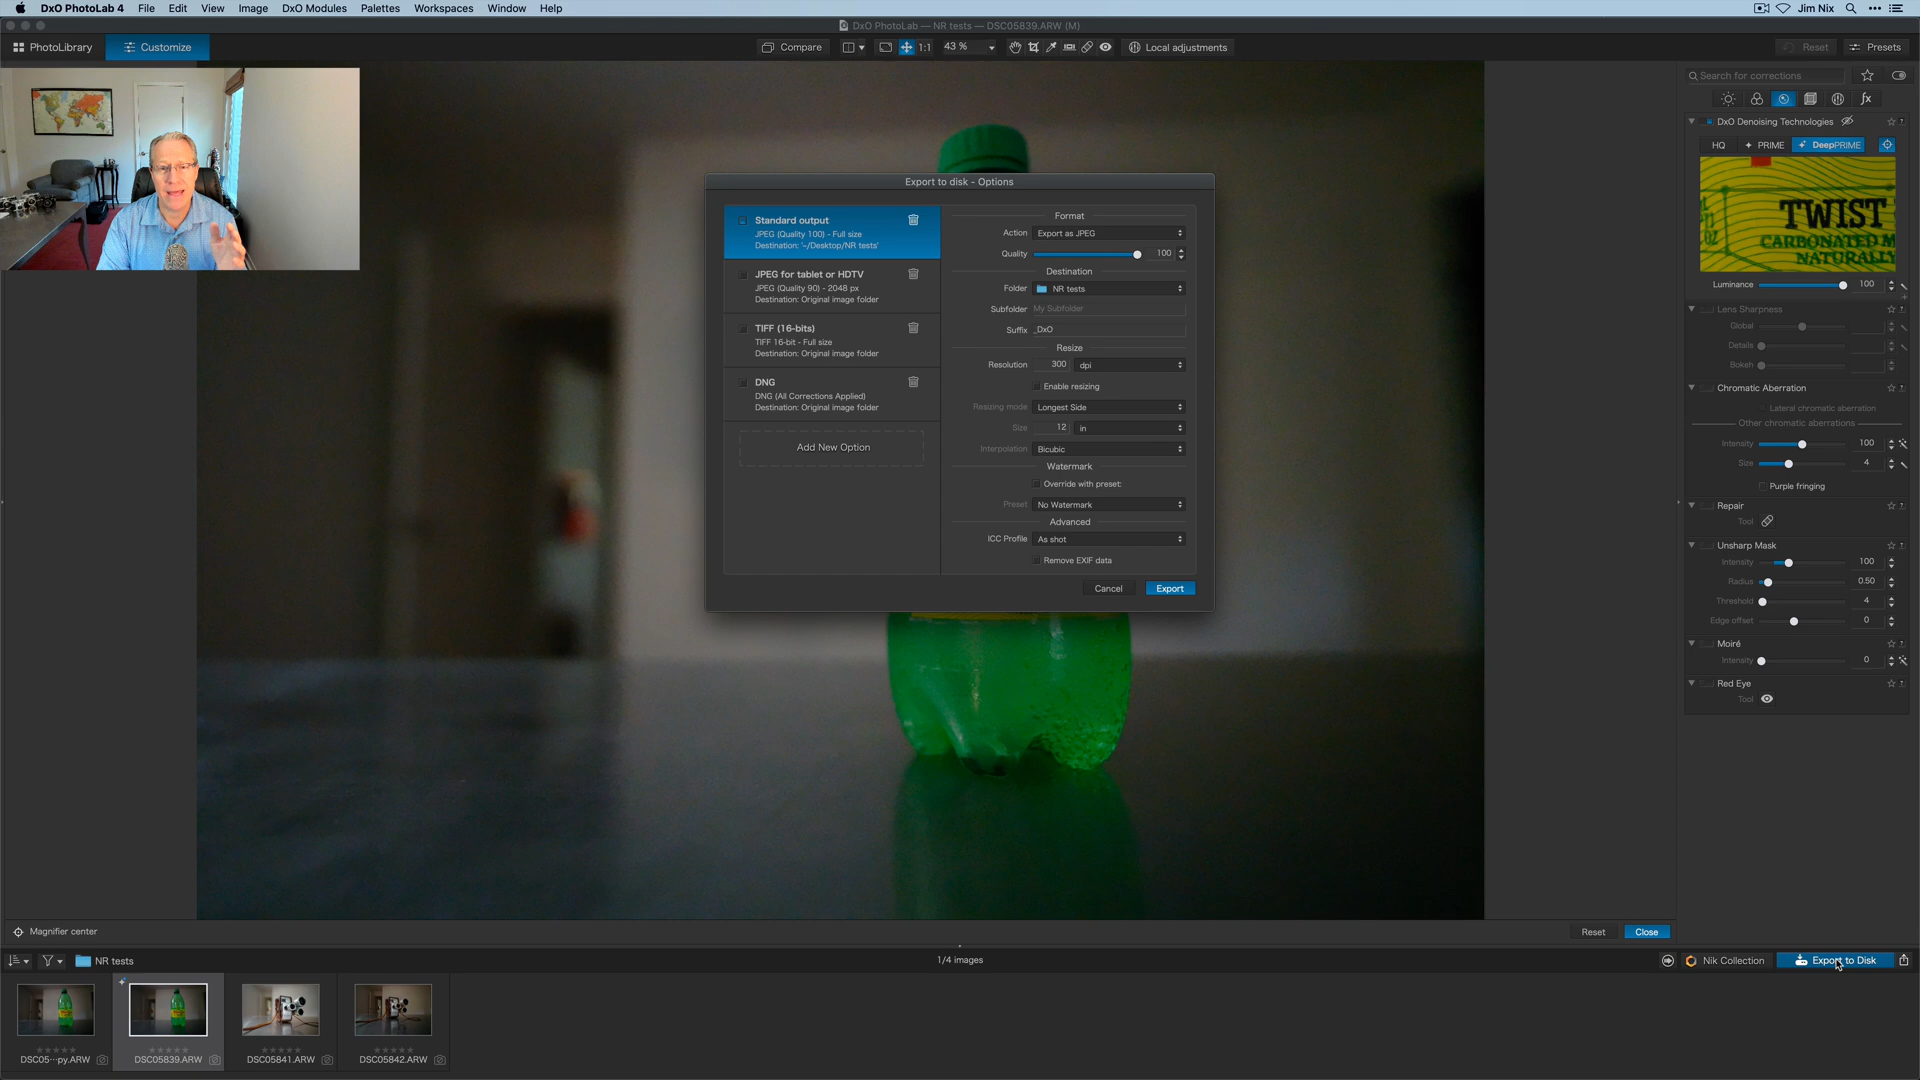 DxO PhotoLab 4 File Edit View Image DxO Modules Palettes Workspaces Window Help Jim Nix
DxO PhotoLab — NR tests — DSC05839.ARW (M)
PhotoLibrary Customize Compare 1:1 43 % Local adjustments Reset Presets
Search for corrections
fx
DxO Denoising Technologies
HQ PRIME DeepPRIME
TWIST
CARBONATED
NATURALLY
Luminance 100
Lens Sharpness
Global
Details
Bokeh
Chromatic Aberration
Lateral chromatic aberration
Other chromatic aberrations
Intensity 100
Size 4
Purple fringing
Repair
Tool
Unsharp Mask
Intensity 100
Radius 0.50
Threshold 4
Edge offset 0
Moiré
Intensity 0
Red Eye
Tool
Export to disk - Options
Standard output
JPEG (Quality 100) - Full size
Destination: '~/Desktop/NR tests'
JPEG for tablet or HDTV
JPEG (Quality 90) - 2048 px
Destination: Original image folder
TIFF (16-bits)
TIFF 16-bit - Full size
Destination: Original image folder
DNG
DNG (All Corrections Applied)
Destination: Original image folder
Add New Option
Format
Action Export as JPEG
Quality 100
Destination
Folder NR tests
Subfolder My Subfolder
Suffix _DxO
Resize
Resolution 300 dpi
Enable resizing
Resizing mode Longest Side
Size 12 in
Interpolation Bicubic
Watermark
Override with preset:
Preset No Watermark
Advanced
ICC Profile As shot
Remove EXIF data
Cancel Export
Magnifier center Reset Close
NR tests 1/4 images Nik Collection Export to Disk
DSC05···py.ARW DSC05839.ARW DSC05841.ARW DSC05842.ARW